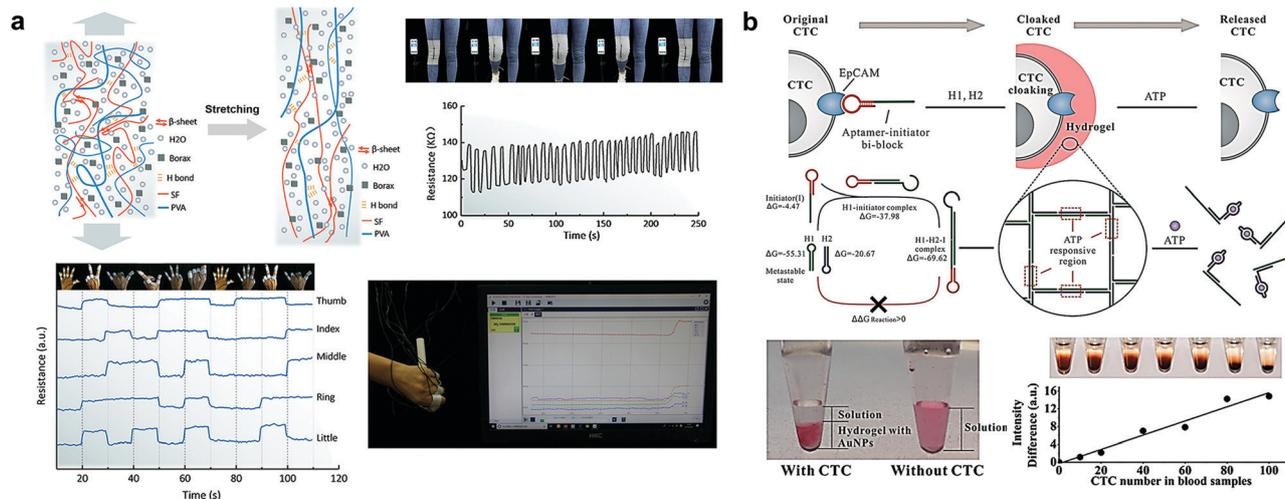 a
Stretching
β-sheet
H2O
Borax
H bond
SF
PVA
β-sheet
H2O
Borax
H bond
SF
PVA
Resistance (KΩ)
160
140
120
100
0
50
100
150
200
250
Time (s)
Resistance (a.u.)
Thumb
Index
Middle
Ring
Little
20
40
60
80
100
120
Time (s)
HKC
b
Original
CTC
Cloaked
CTC
Released
CTC
CTC
EpCAM
Aptamer-initiator
bi-block
H1, H2
CTC
cloaking
Hydrogel
ATP
CTC
Initiator(I)
ΔG=-4.47
H1-initiator complex
ΔG=-37.98
H1
H2
ΔG=-55.31
ΔG=-20.67
Metastable
state
H1-H2-I
complex
ΔG=-69.62
ΔΔG Reaction>0
ATP
responsive
region
ATP
Solution
Hydrogel with
AuNPs
Solution
With CTC
Without CTC
Intensity
Difference (a.u.)
16
12
8
4
0
0
20
40
60
80
100
CTC number in blood samples